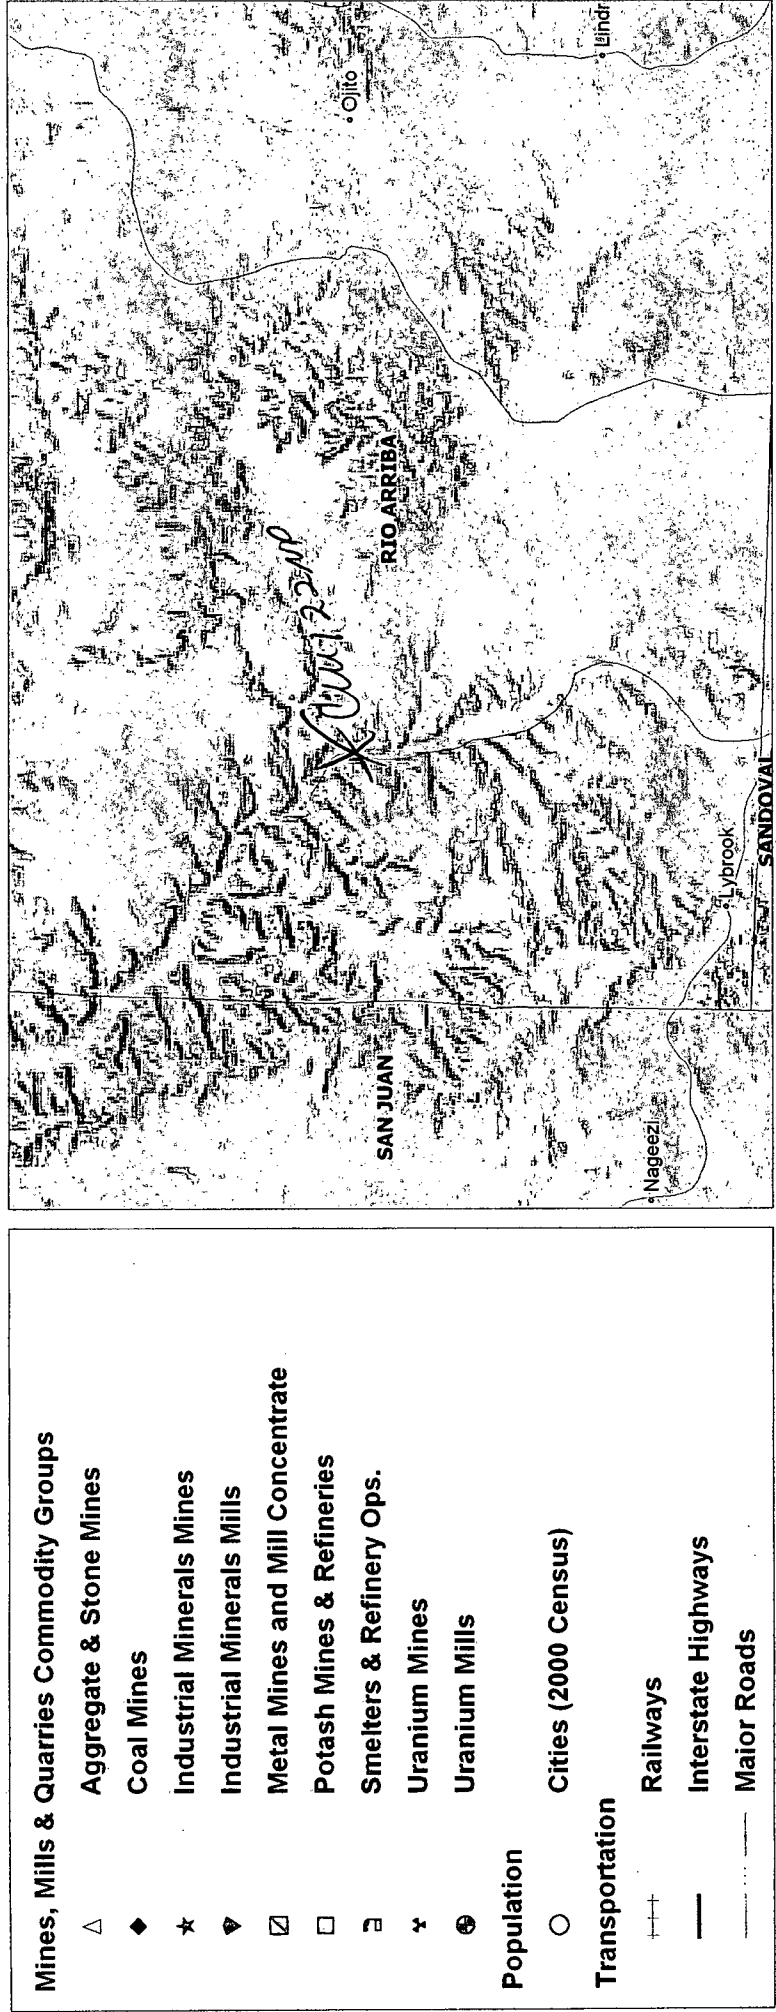 Mines, Mills & Quarries Commodity Groups
Aggregate & Stone Mines
Coal Mines
Industrial Minerals Mines
Industrial Minerals Mills
Metal Mines and Mill Concentrate
Potash Mines & Refineries
Smelters & Refinery Ops.
Uranium Mines
Uranium Mills
Population
Cities (2000 Census)
Transportation
Railways
Interstate Highways
Major Roads
Ojito
Lindr
RIO ARRIBA
SAN JUAN
Lybrook
Nageezi
SANDOVAL